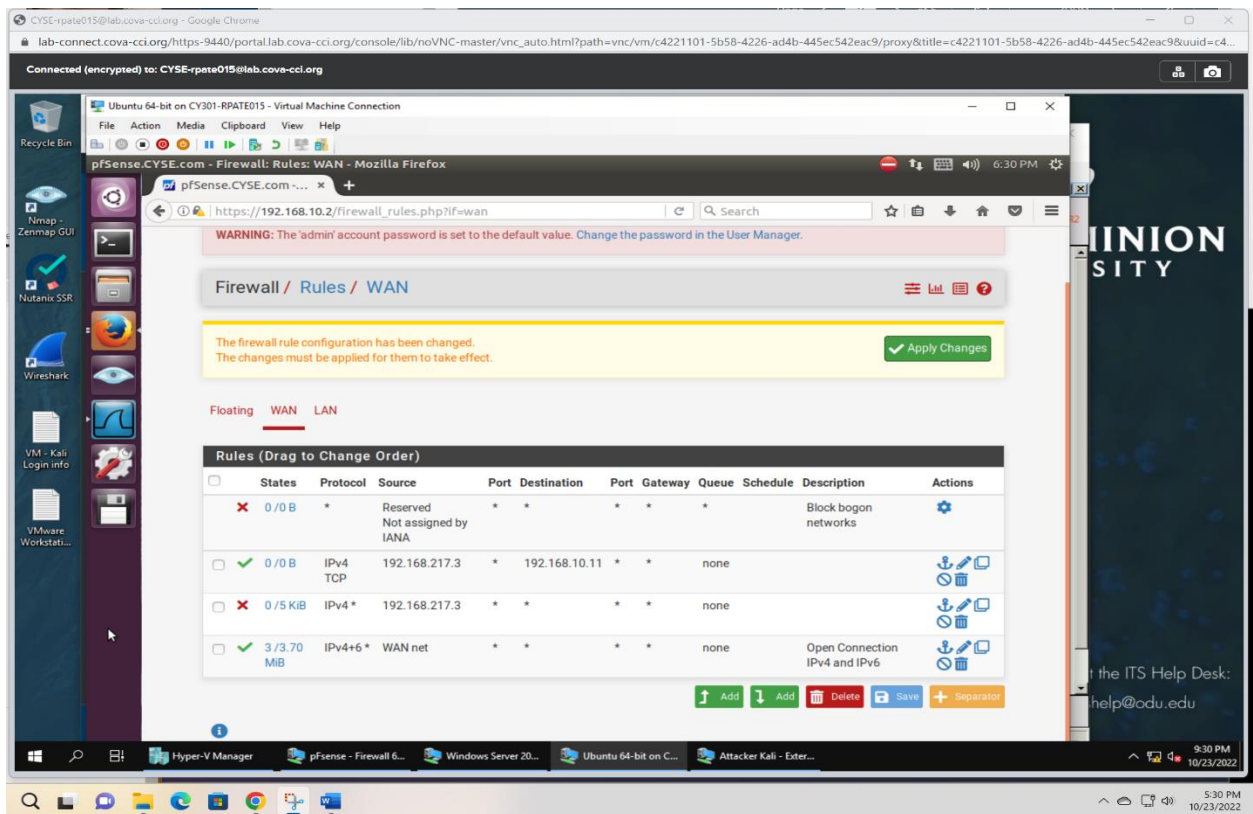 CYSE-rpate015@lab.cova-cci.org - Google Chrome
lab-connect.cova-cci.org/https-9440/portal.lab.cova-cci.org/console/lib/noVNC-master/vnc_auto.html?path=vnc/vm/c4221101-5b58-4226-ad4b-445ec542eac9/proxy&title=c4221101-5b58-4226-ad4b-445ec542eac9&uuid=c4...
Connected (encrypted) to: CYSE-rpate015@lab.cova-cci.org
Recycle Bin
Nmap - Zenmap GUI
Nutanix SSR
Wireshark
VM - Kali Login info
VMware Workstati...
Ubuntu 64-bit on CY301-RPATE015 - Virtual Machine Connection
File Action Media Clipboard View Help
pfSense.CYSE.com - Firewall: Rules: WAN - Mozilla Firefox
6:30 PM
pfSense.CYSE.com -... × +
https://192.168.10.2/firewall_rules.php?if=wan
Search
WARNING: The 'admin' account password is set to the default value. Change the password in the User Manager.
Firewall / Rules / WAN
The firewall rule configuration has been changed.
The changes must be applied for them to take effect.
Apply Changes
Floating WAN LAN
Rules (Drag to Change Order)
States Protocol Source Port Destination Port Gateway Queue Schedule Description Actions
0 /0 B * Reserved Not assigned by IANA * * * * * Block bogon networks
0 /0 B IPv4 TCP 192.168.217.3 * 192.168.10.11 * * none
0 /5 KiB IPv4 * 192.168.217.3 * * * * none
3 /3.70 MiB IPv4+6 * WAN net * * * * none Open Connection IPv4 and IPv6
Add Add Delete Save Separator
INION
SITY
t the ITS Help Desk:
help@odu.edu
Hyper-V Manager
pfSense - Firewall 6...
Windows Server 20...
Ubuntu 64-bit on C...
Attacker Kali - Exter...
9:30 PM
10/23/2022
5:30 PM
10/23/2022